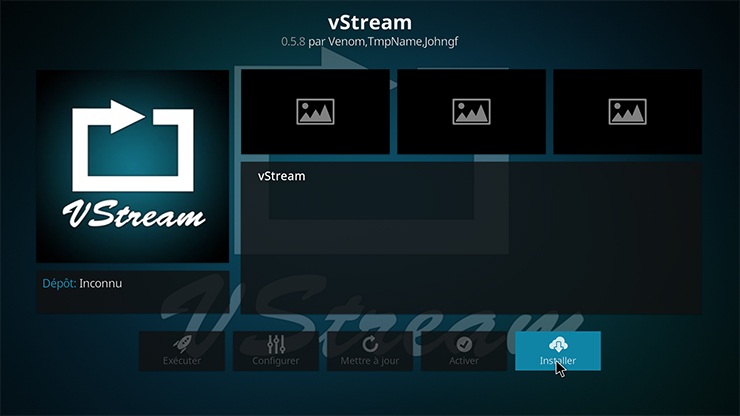 vStream
0.5.8 par Venom,TmpName,Johngf
VStream
vStream
Dépôt: Inconnu
VStream
Exécuter
Configurer
Mettre à jour
Activer
Installer